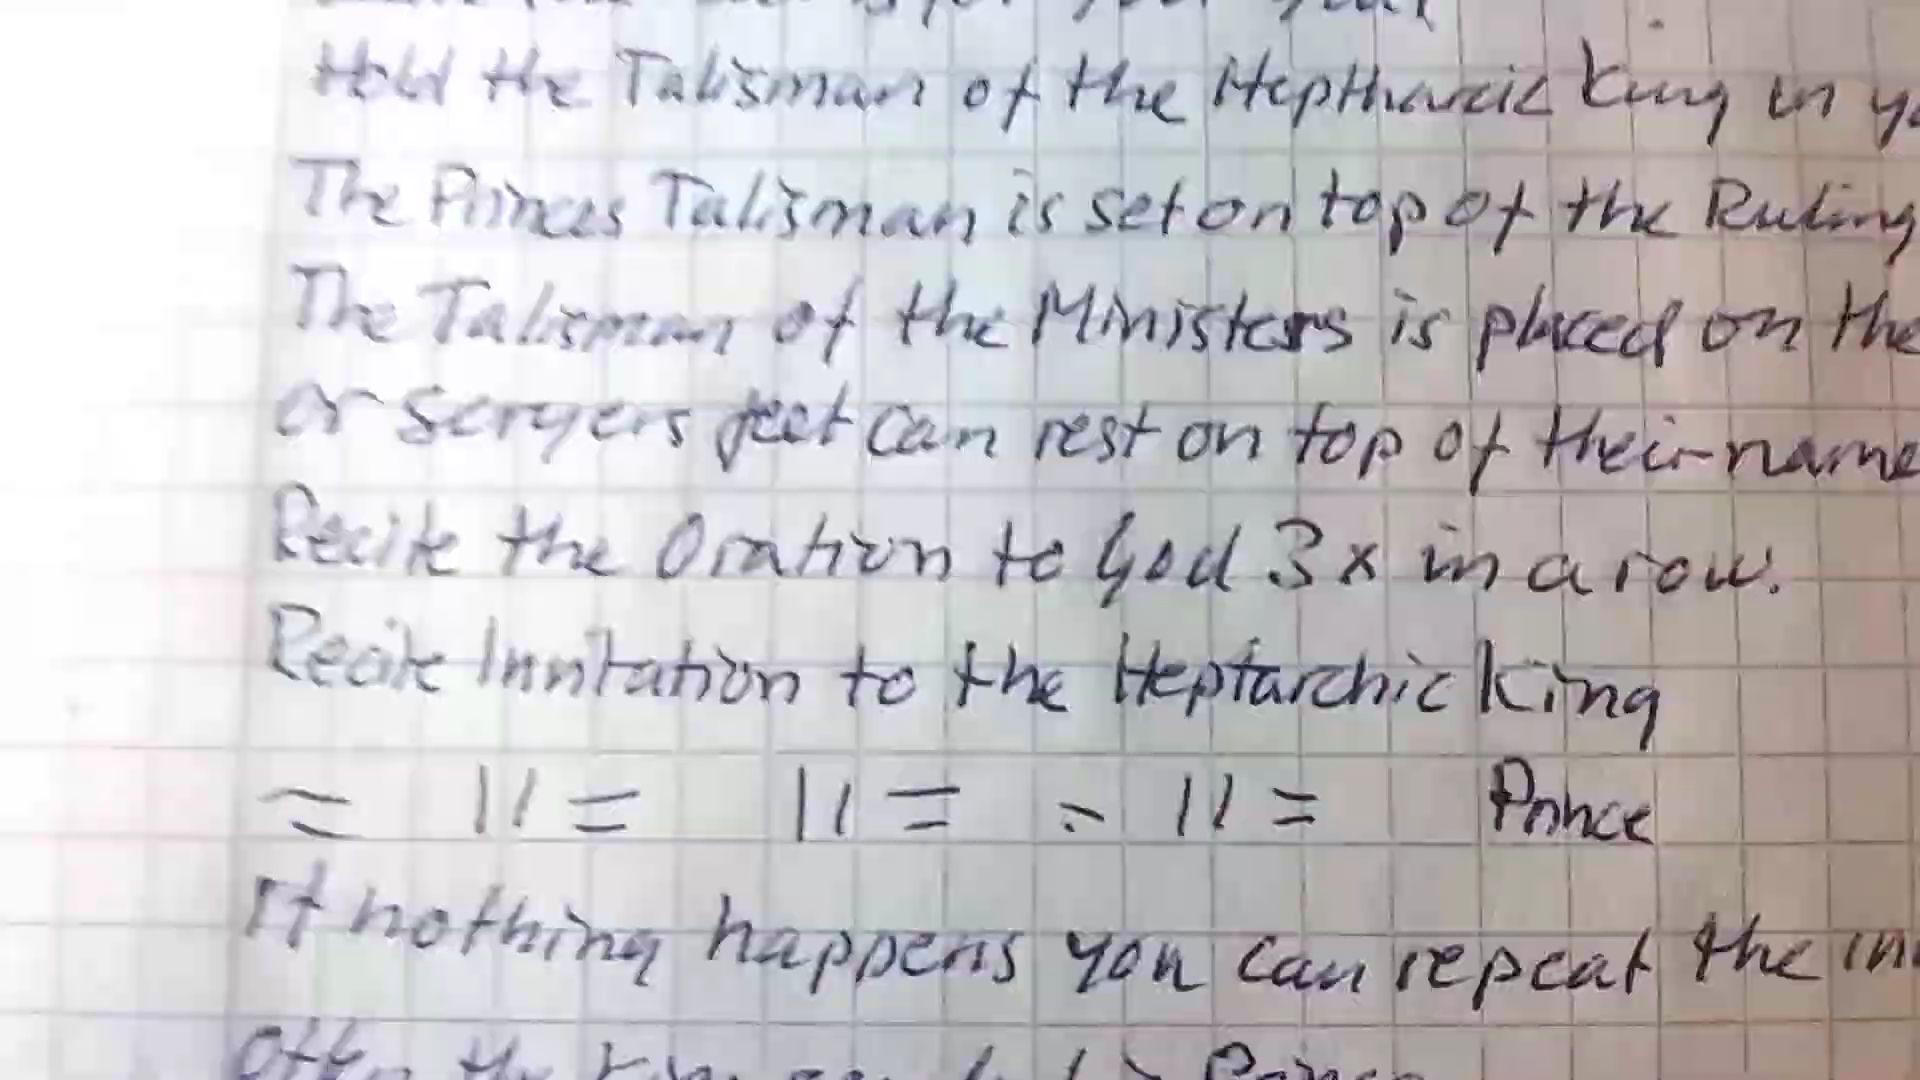 Hold the Talisman of the Heptharcic King in
The Princes Talisman is set on top of the Ruling
The Talisman of the Ministers is placed on the
or scryers feet can rest on top of their name
Recite the Oration to God 3x in a row.
Recite Invitation to the Heptarchic King
= 11 = 11 = - 11 = Prince
If nothing happens you can repeat the